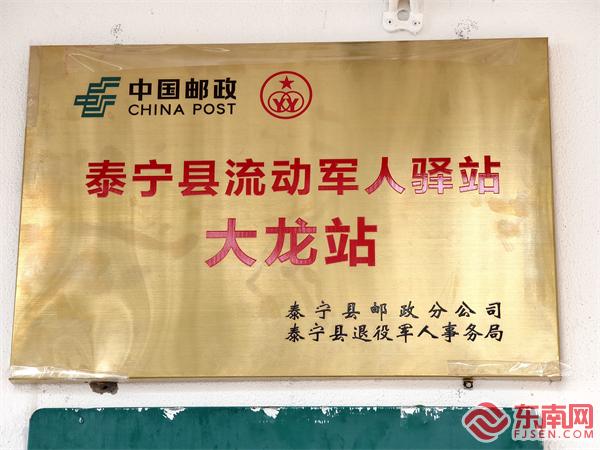 中国邮政
CHINA POST
泰宁县流动军人驿站
大龙站
泰宁县邮政分公司
泰宁县退役军人事务局
东南网
FJSEN.COM